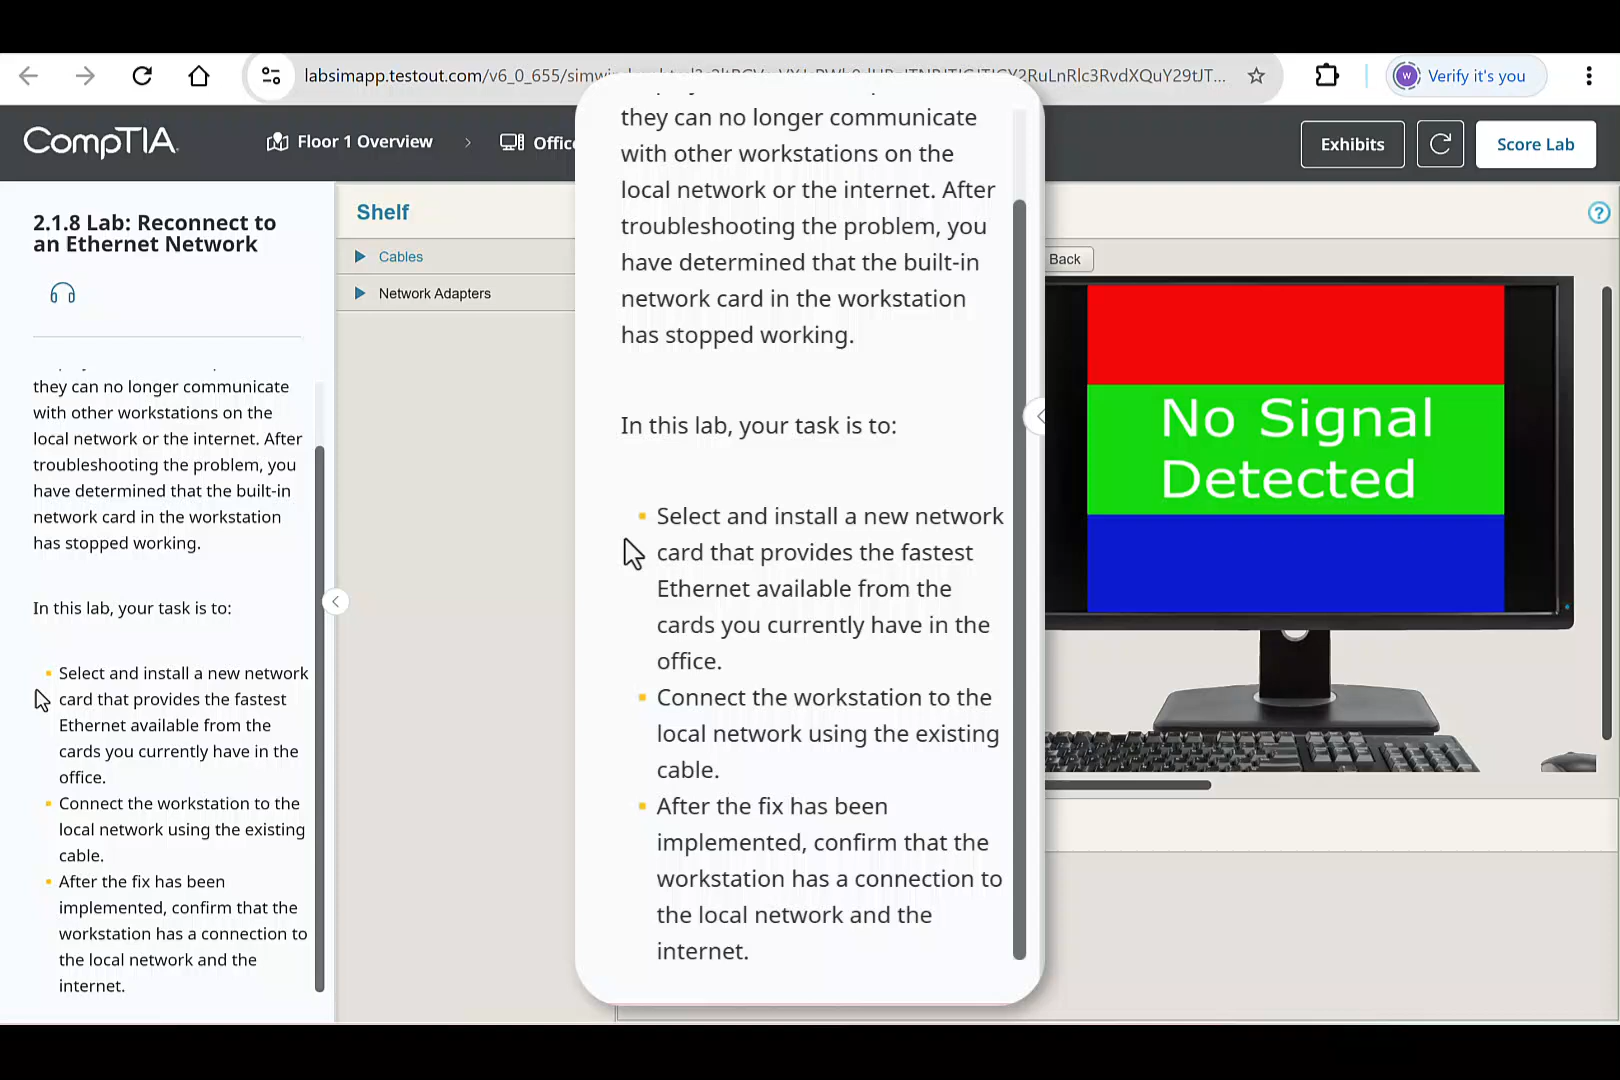 labsimapp.testout.com/v6_0_655/simwi
Y2RuLnRlc3RvdXQuY29tJT...
W
Verify it's you
CompTIA
Floor 1 Overview
Exhibits
Score Lab
2.1.8 Lab: Reconnect to
an Ethernet Network
they can no longer communicate
with other workstations on the
local network or the internet. After
troubleshooting the problem, you
have determined that the built-in
network card in the workstation
has stopped working.
In this lab, your task is to:
Select and install a new network
card that provides the fastest
Ethernet available from the
cards you currently have in the
office.
Connect the workstation to the
local network using the existing
cable.
After the fix has been
implemented, confirm that the
workstation has a connection to
the local network and the
internet.
Shelf
Cables
Network Adapters
they can no longer communicate
with other workstations on the
local network or the internet. After
troubleshooting the problem, you
have determined that the built-in
network card in the workstation
has stopped working.
In this lab, your task is to:
Select and install a new network
card that provides the fastest
Ethernet available from the
cards you currently have in the
office.
Connect the workstation to the
local network using the existing
cable.
After the fix has been
implemented, confirm that the
workstation has a connection to
the local network and the
internet.
?
Back
No Signal
Detected